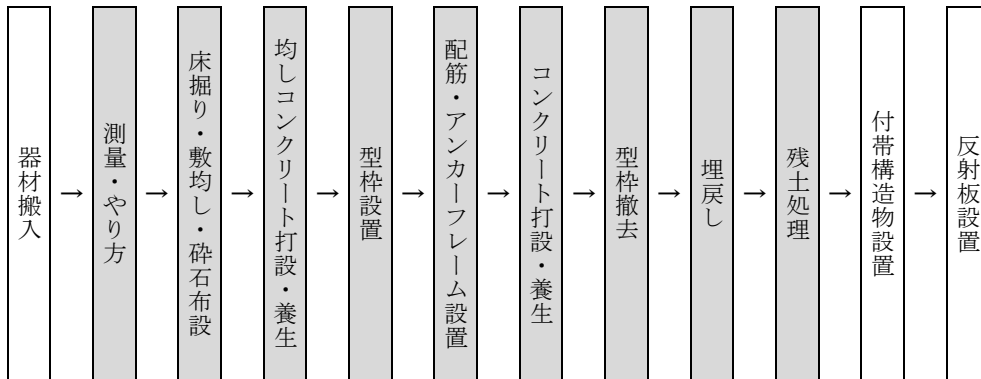 器材搬入
→
測量・やり方
→
床掘り・敷均し・砕石布設
→
均しコンクリート打設・養生
→
型枠設置
→
配筋・アンカーフレーム設置
→
コンクリート打設・養生
→
型枠撤去
→
埋戻し
→
残土処理
→
付帯構造物設置
→
反射板設置